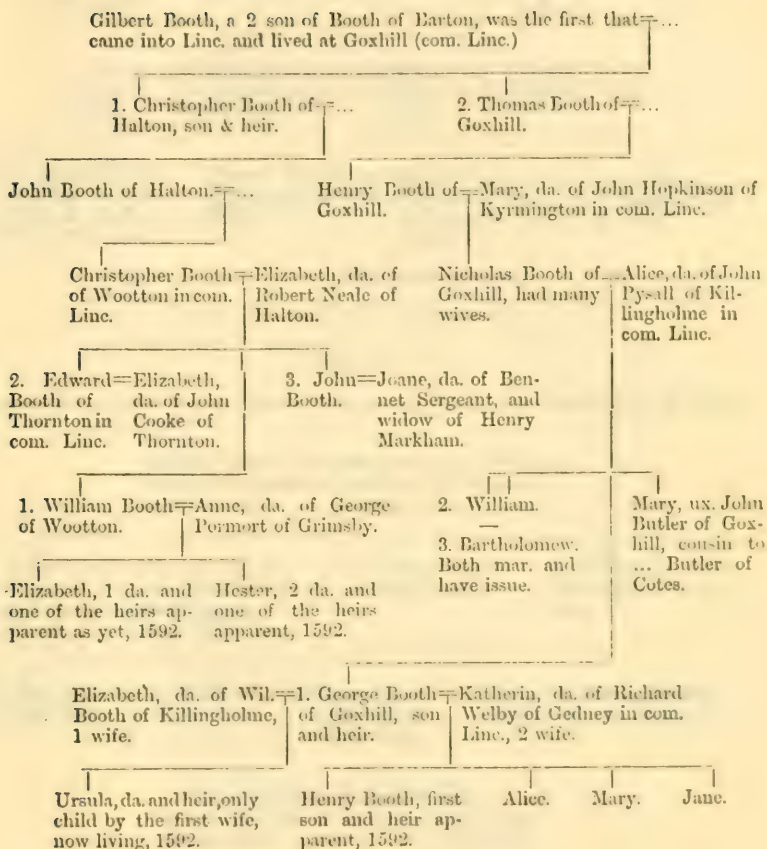 Gilbert Booth, a 2 son of Booth of Barton, was the first that=...
came into Linc. and lived at Goxhill (com. Linc.)
1. Christopher Booth of=...
Halton, son & heir.
2. Thomas Booth of=...
Goxhill.
John Booth of Halton.=...
Henry Booth of=Mary, da. of John Hopkinson of
Goxhill. Kyrmington in com. Linc.
Christopher Booth=Elizabeth, da. of
of Wootton in com. Robert Neale of
Linc. Halton.
Nicholas Booth of=Alice, da. of John
Goxhill, had many Pysall of Kil-
wives. lingholme in
com. Linc.
2. Edward=Elizabeth,
Booth of da. of John
Thornton in Cooke of
com. Linc. Thornton.
3. John=Joane, da. of Ben-
Booth. net Sergeant, and
widow of Henry
Markham.
1. William Booth=Anne, da. of George
of Wootton. Pormort of Grimsby.
2. William.
—
3. Bartholomew.
Both mar. and
have issue.
Mary, ux. John
Butler of Gox-
hill, cousin to
... Butler of
Cotes.
Elizabeth, 1 da. and
one of the heirs ap-
parent as yet, 1592.
Hester, 2 da. and
one of the heirs
apparent, 1592.
Elizabeth, da. of Wil.=1. George Booth=Katherin, da. of Richard
Booth of Killingholme, of Goxhill, son Welby of Gedney in com.
1 wife. and heir. Linc., 2 wife.
Ursula, da. and heir, only
child by the first wife,
now living, 1592.
Henry Booth, first
son and heir ap-
parent, 1592.
Alice. Mary. Jane.